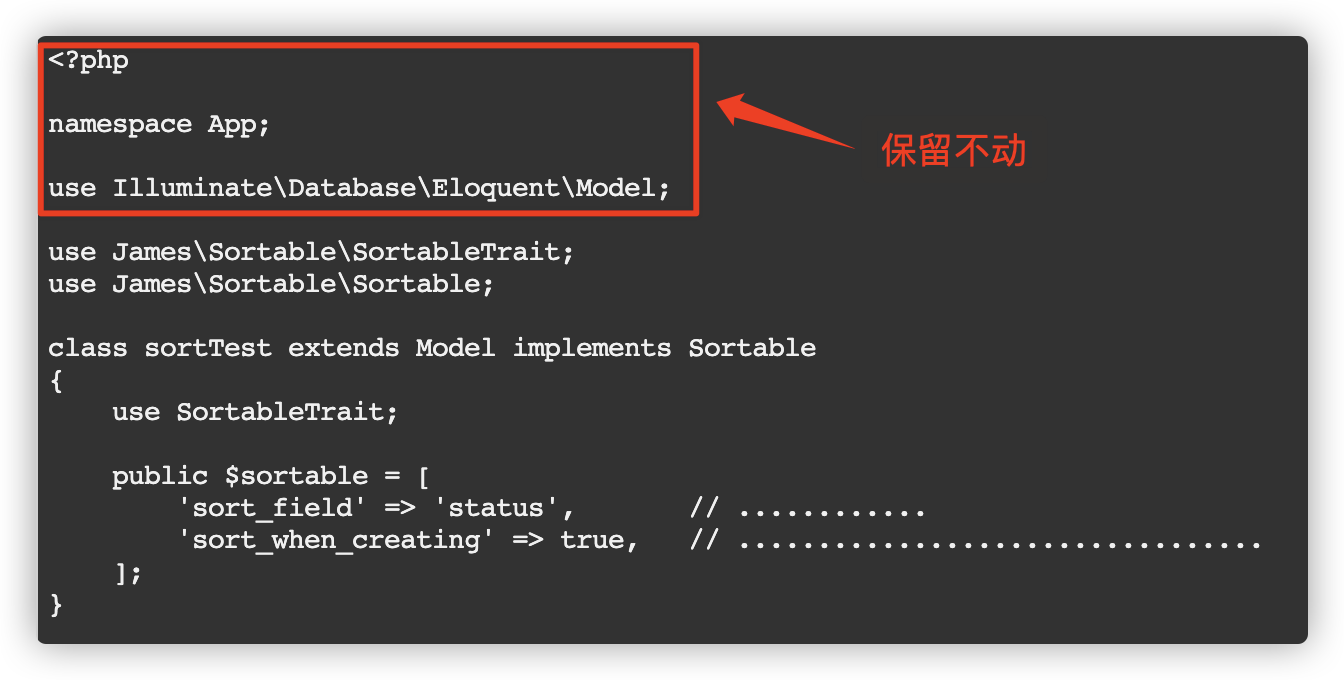 <?php
namespace App;
use Illuminate\Database\Eloquent\Model;
保留不动
use James\Sortable\SortableTrait;
use James\Sortable\Sortable;
class sortTest extends Model implements Sortable
{
    use SortableTrait;
    public $sortable = [
        'sort_field' => 'status',       // ............
        'sort_when_creating' => true,   // .................................
    ];
}